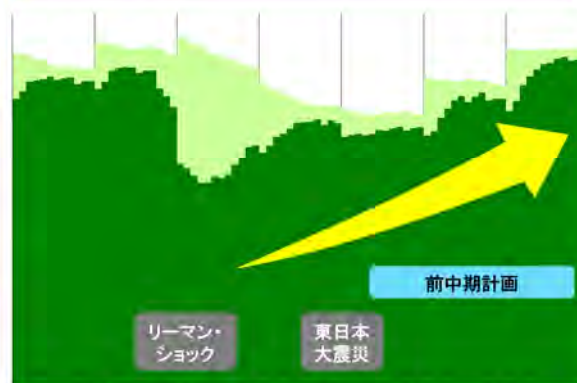 前中期計画
リーマン・
ショック
東日本
大震災